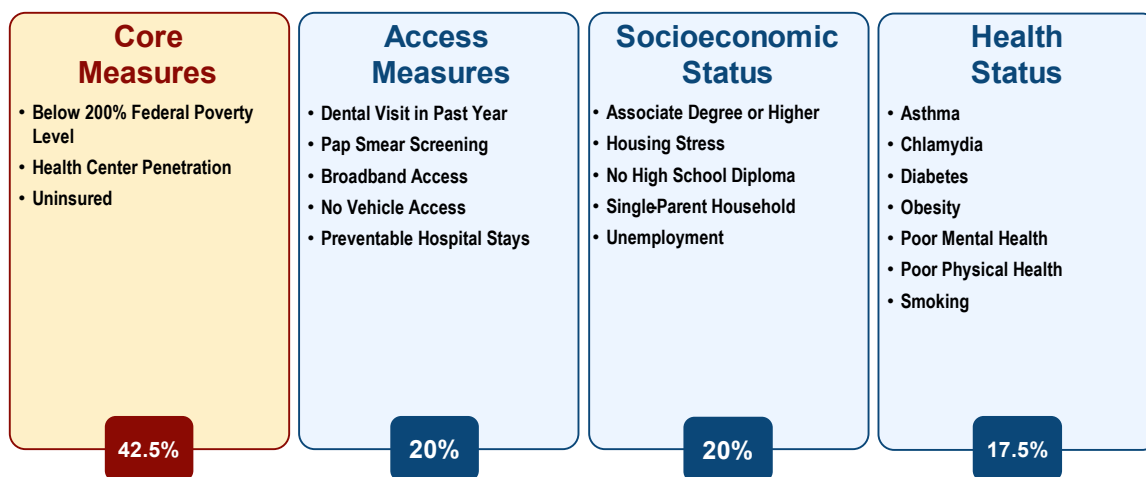 Core
Measures
• Below 200% Federal Poverty
Level
• Health Center Penetration
• Uninsured
42.5%
Access
Measures
• Dental Visit in Past Year
• Pap Smear Screening
• Broadband Access
• No Vehicle Access
• Preventable Hospital Stays
20%
Socioeconomic
Status
• Associate Degree or Higher
• Housing Stress
• No High School Diploma
• Single-Parent Household
• Unemployment
20%
Health
Status
• Asthma
• Chlamydia
• Diabetes
• Obesity
• Poor Mental Health
• Poor Physical Health
• Smoking
17.5%